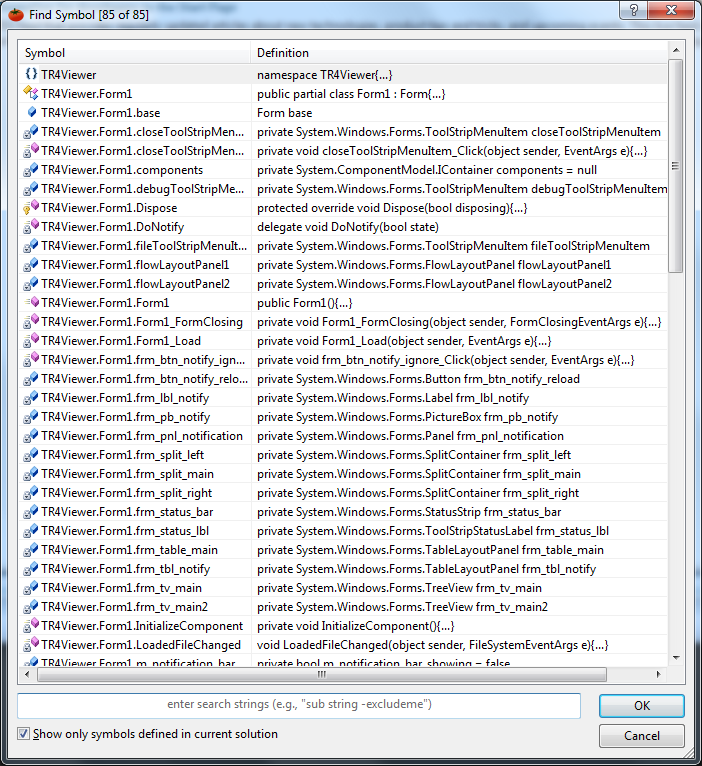 Find Symbol [85 of 85]
Symbol Definition
TR4Viewer namespace TR4Viewer{...}
TR4Viewer.Form1 public partial class Form1 : Form{...}
TR4Viewer.Form1.base Form base
TR4Viewer.Form1.closeToolStripMen... private System.Windows.Forms.ToolStripMenuItem closeToolStripMenuItem
TR4Viewer.Form1.closeToolStripMen... private void closeToolStripMenuItem_Click(object sender, EventArgs e){...}
TR4Viewer.Form1.components private System.ComponentModel.IContainer components = null
TR4Viewer.Form1.debugToolStripMe... private System.Windows.Forms.ToolStripMenuItem debugToolStripMenuItem
TR4Viewer.Form1.Dispose protected override void Dispose(bool disposing){...}
TR4Viewer.Form1.DoNotify delegate void DoNotify(bool state)
TR4Viewer.Form1.fileToolStripMenuIt... private System.Windows.Forms.ToolStripMenuItem fileToolStripMenuItem
TR4Viewer.Form1.flowLayoutPanel1 private System.Windows.Forms.FlowLayoutPanel flowLayoutPanel1
TR4Viewer.Form1.flowLayoutPanel2 private System.Windows.Forms.FlowLayoutPanel flowLayoutPanel2
TR4Viewer.Form1.Form1 public Form1(){...}
TR4Viewer.Form1.Form1_FormClosing private void Form1_FormClosing(object sender, FormClosingEventArgs e){...}
TR4Viewer.Form1.Form1_Load private void Form1_Load(object sender, EventArgs e){...}
TR4Viewer.Form1.frm_btn_notify_ign... private void frm_btn_notify_ignore_Click(object sender, EventArgs e){...}
TR4Viewer.Form1.frm_btn_notify_relo... private System.Windows.Forms.Button frm_btn_notify_reload
TR4Viewer.Form1.frm_lbl_notify private System.Windows.Forms.Label frm_lbl_notify
TR4Viewer.Form1.frm_pb_notify private System.Windows.Forms.PictureBox frm_pb_notify
TR4Viewer.Form1.frm_pnl_notification private System.Windows.Forms.Panel frm_pnl_notification
TR4Viewer.Form1.frm_split_left private System.Windows.Forms.SplitContainer frm_split_left
TR4Viewer.Form1.frm_split_main private System.Windows.Forms.SplitContainer frm_split_main
TR4Viewer.Form1.frm_split_right private System.Windows.Forms.SplitContainer frm_split_right
TR4Viewer.Form1.frm_status_bar private System.Windows.Forms.StatusStrip frm_status_bar
TR4Viewer.Form1.frm_status_lbl private System.Windows.Forms.ToolStripStatusLabel frm_status_lbl
TR4Viewer.Form1.frm_table_main private System.Windows.Forms.TableLayoutPanel frm_table_main
TR4Viewer.Form1.frm_tbl_notify private System.Windows.Forms.TableLayoutPanel frm_tbl_notify
TR4Viewer.Form1.frm_tv_main private System.Windows.Forms.TreeView frm_tv_main
TR4Viewer.Form1.frm_tv_main2 private System.Windows.Forms.TreeView frm_tv_main2
TR4Viewer.Form1.InitializeComponent private void InitializeComponent(){...}
TR4Viewer.Form1.LoadedFileChanged void LoadedFileChanged(object sender, FileSystemEventArgs e){...}
TR4Viewer.Form1.m_notification_bar private bool m_notification_bar_showing = false
enter search strings (e.g., "sub string -excludeme") OK
Show only symbols defined in current solution Cancel